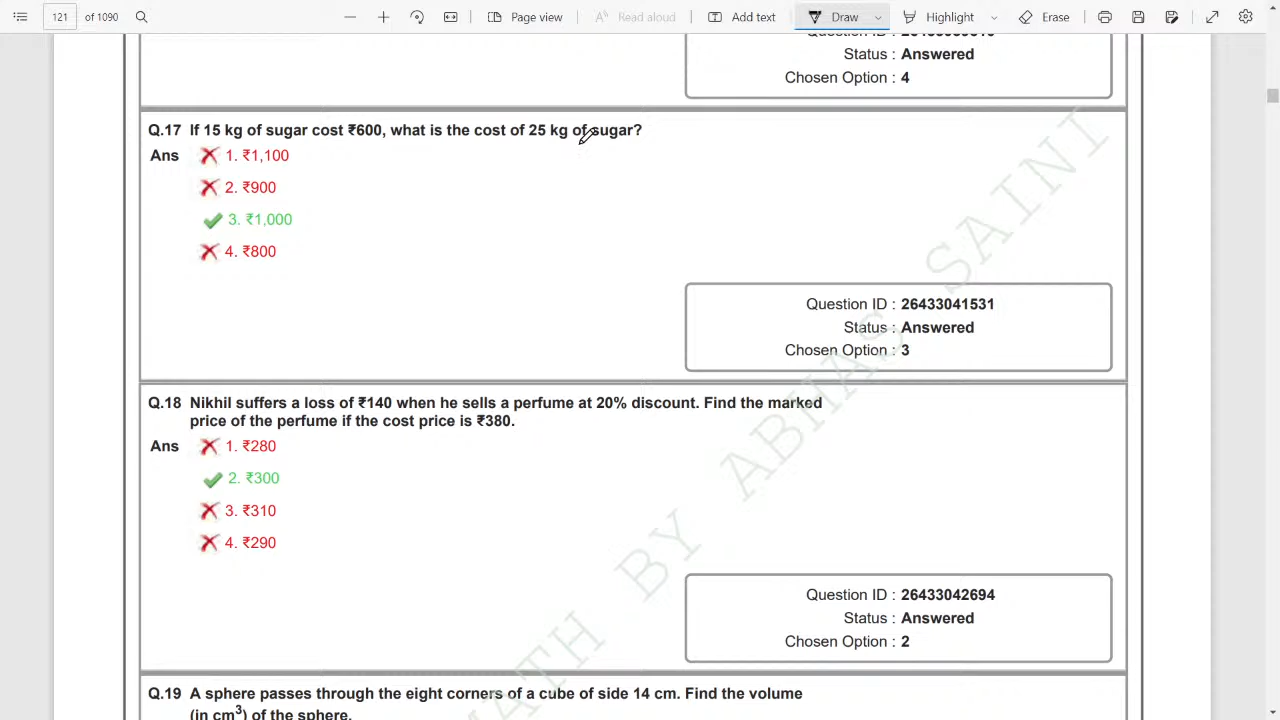 121 of 1090 Page view Read aloud Add text Draw Highlight Erase
Status : Answered
Chosen Option : 4
Q.17 If 15 kg of sugar cost ₹600, what is the cost of 25 kg of sugar?
Ans 1. ₹1,100
2. ₹900
3. ₹1,000
4. ₹800
Question ID : 26433041531
Status : Answered
Chosen Option : 3
Q.18 Nikhil suffers a loss of ₹140 when he sells a perfume at 20% discount. Find the marked
price of the perfume if the cost price is ₹380.
Ans 1. ₹280
2. ₹300
3. ₹310
4. ₹290
Question ID : 26433042694
Status : Answered
Chosen Option : 2
Q.19 A sphere passes through the eight corners of a cube of side 14 cm. Find the volume
(in cm³) of the sphere.
MATH BY ABHAS SAINI